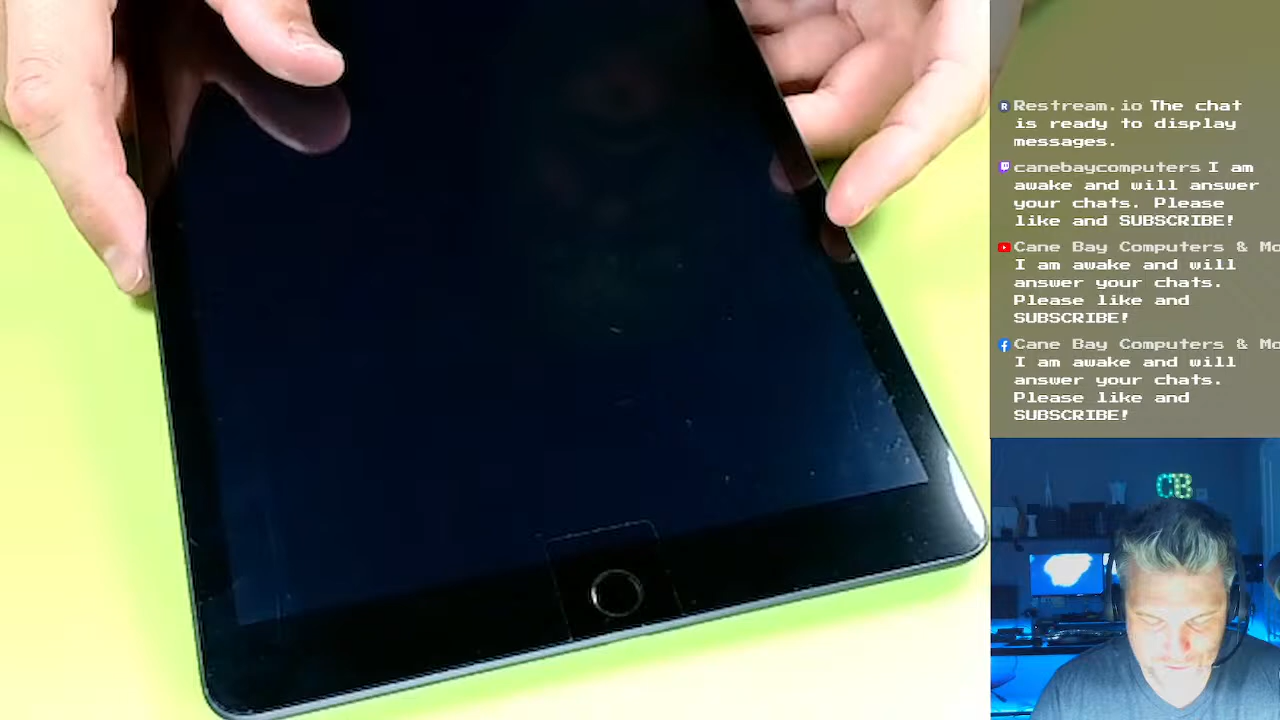 Restream.io The chat
is ready to display
messages.
canebaycomputers I am
awake and will answer
your chats. Please
like and SUBSCRIBE!
Cane Bay Computers & Mo
I am awake and will
answer your chats.
Please like and
SUBSCRIBE!
Cane Bay Computers & Mo
I am awake and will
answer your chats.
Please like and
SUBSCRIBE!
CB